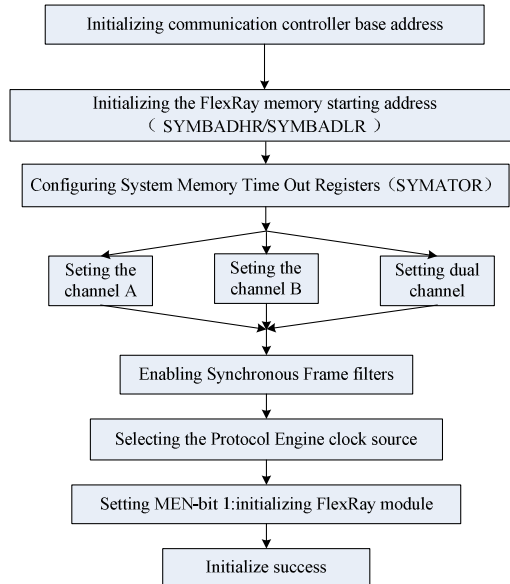 Initializing communication controller base address
Initializing the FlexRay memory starting address
（ SYMBADHR/SYMBADLR ）
Configuring System Memory Time Out Registers（SYMATOR）
Seting the
channel A
Seting the
channel B
Setting dual
channel
Enabling Synchronous Frame filters
Selecting the Protocol Engine clock source
Setting MEN-bit 1:initializing FlexRay module
Initialize success